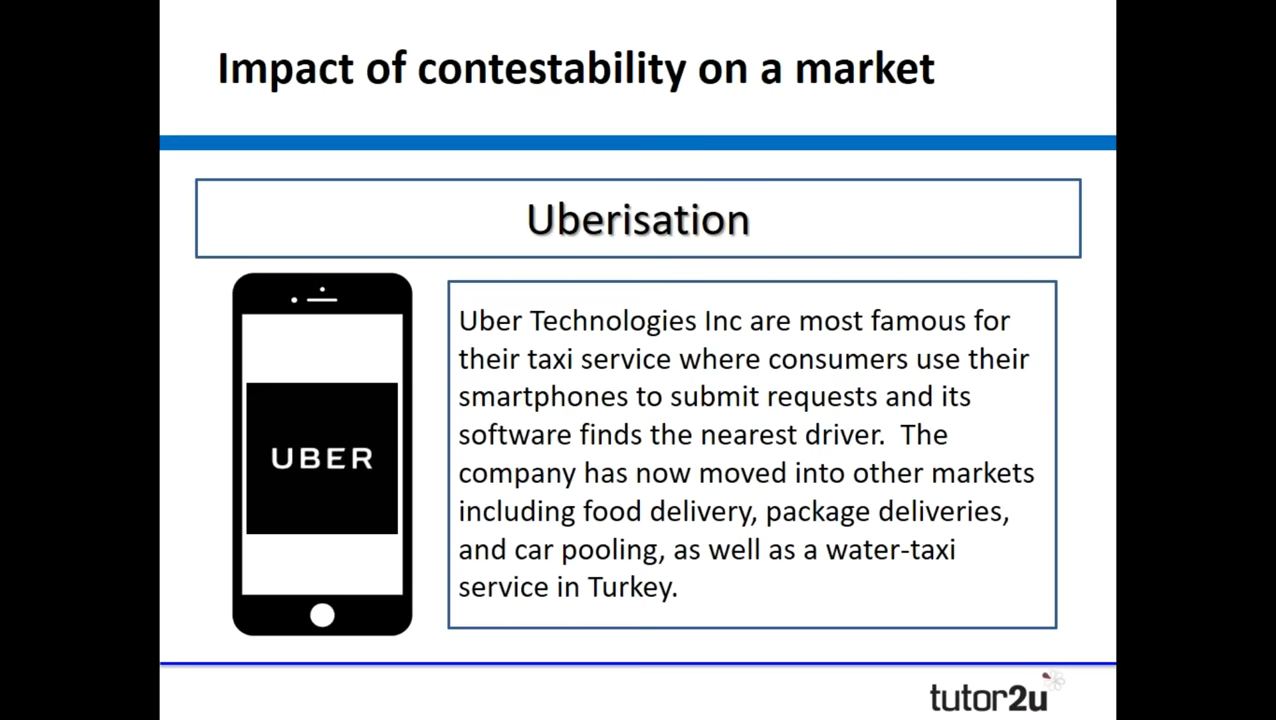 Impact of contestability on a market
Uberisation
UBER
Uber Technologies Inc are most famous for
their taxi service where consumers use their
smartphones to submit requests and its
software finds the nearest driver.  The
company has now moved into other markets
including food delivery, package deliveries,
and car pooling, as well as a water-taxi
service in Turkey.
tutor2u